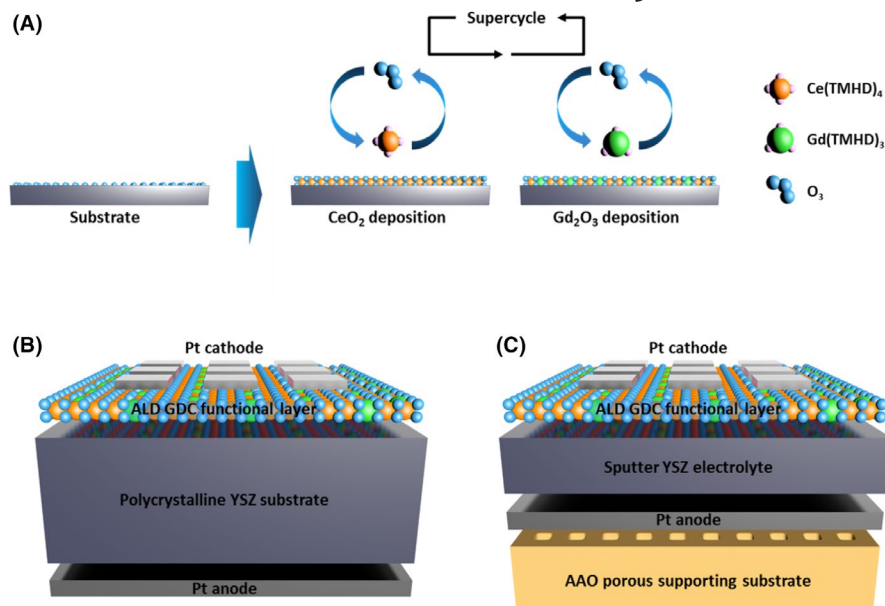 (A)
Supercycle
Ce(TMHD)₄
Gd(TMHD)₃
O₃
Substrate
CeO₂ deposition
Gd₂O₃ deposition
(B)
Pt cathode
ALD GDC functional layer
Polycrystalline YSZ substrate
Pt anode
(C)
Pt cathode
ALD GDC functional layer
Sputter YSZ electrolyte
Pt anode
AAO porous supporting substrate